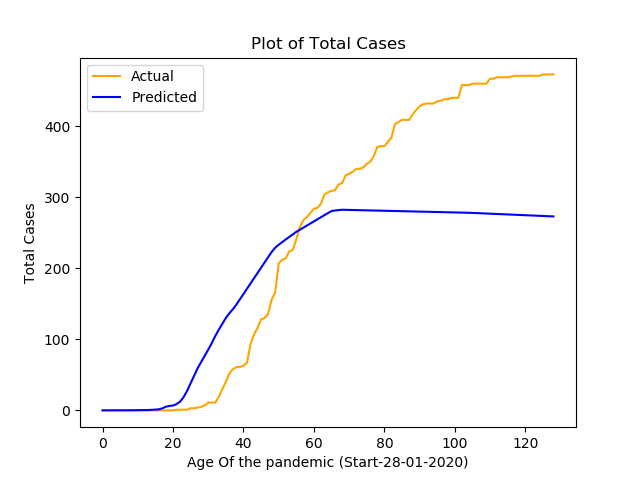 Plot of Total Cases
Actual
Predicted
400
300
200
100
0
Total Cases
0 20 40 60 80 100 120
Age Of the pandemic (Start-28-01-2020)